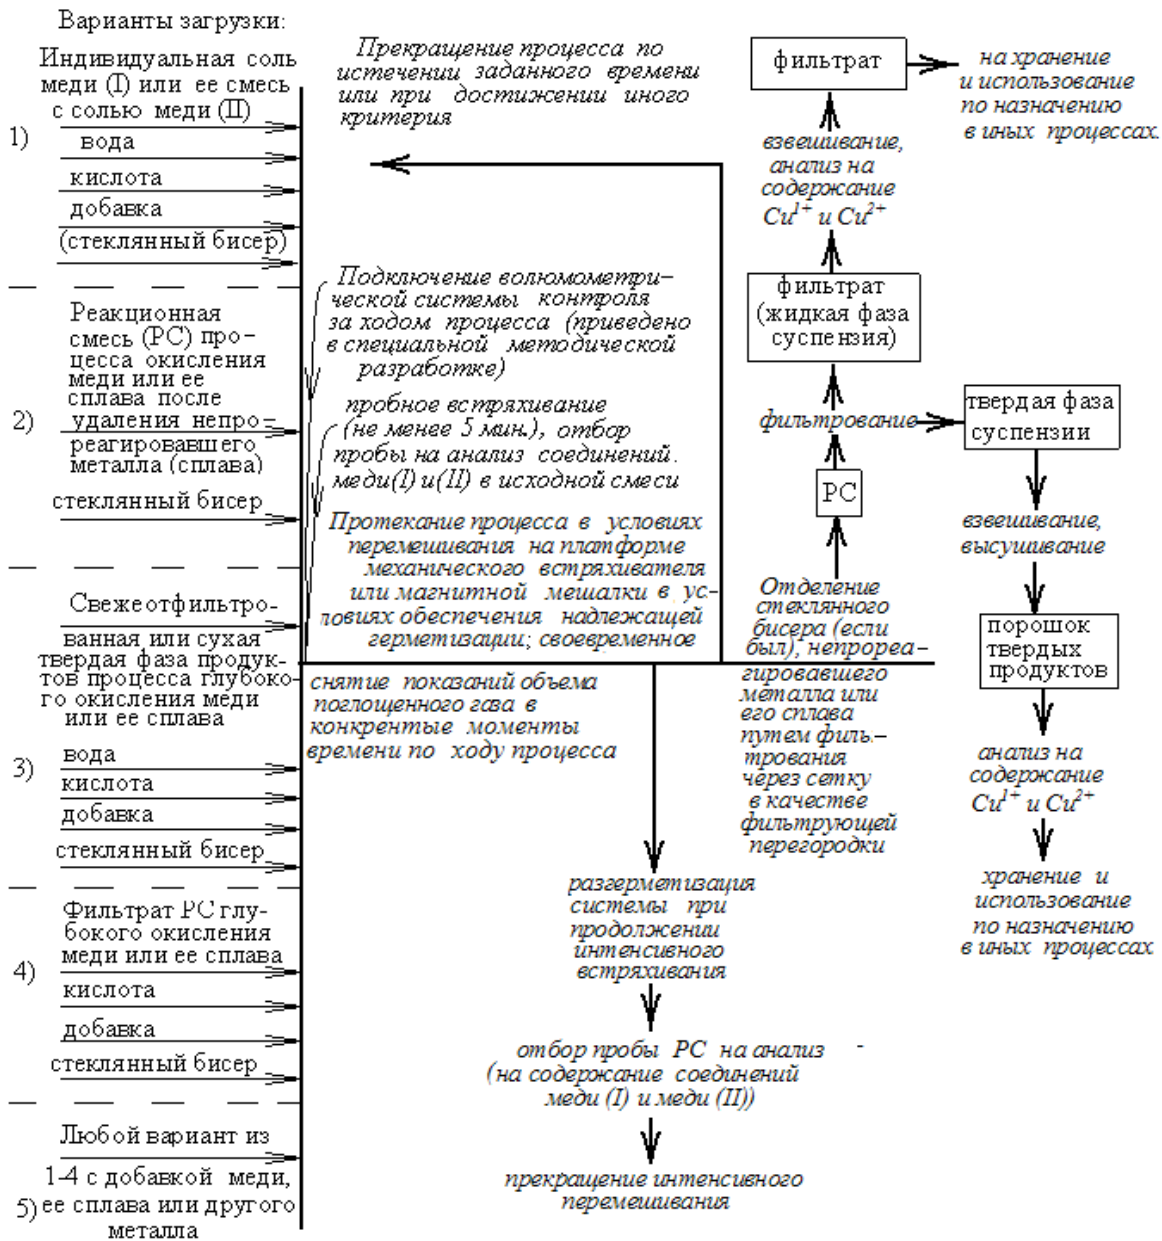 Варианты загрузки:
Индивидуальная соль
меди (I) или ее смесь
с солью меди (II)
1)
вода
кислота
добавка
(стеклянный бисер)
Реакционная
смесь (РС) про-
цесса окисления
меди или ее
сплава после
2)
удаления непро-
реагировавшего
металла (сплава)
стеклянный бисер
Свежеотфильтро-
ванная или сухая
твердая фаза продук-
тов процесса глубоко-
го окисления меди
или ее сплава
3)
вода
кислота
добавка
стеклянный бисер
Фильтрат РС глу-
бокого окисления
меди или ее сплава
4)
кислота
добавка
стеклянный бисер
Любой вариант из
1-4 с добавкой меди,
5) ее сплава или другого
металла
Прекращение процесса по
истечении заданного времени
или при достижении иного
критерия
Подключение волюмометри-
ческой системы контроля
за ходом процесса (приведено
в специальной методической
разработке)
пробное встряхивание
(не менее 5 мин.), отбор
пробы на анализ соединений.
меди(I) и(II) в исходной смеси
Протекание процесса в условиях
перемешивания на платформе
механического встряхивателя
или магнитной мешалки в ус-
ловиях обеспечения надлежащей
герметизации; своевременное
снятие показаний объема
поглощенного газа в
конкрентые моменты
времени по ходу процесса
разгерметизация
системы при
продолжении
интенсивного
встряхивания
отбор пробы РС на анализ -
(на содержание соединений
меди (I) и меди (II))
прекращение интенсивного
перемешивания
фильтрат
на хранение
и использование
по назначению
в иных процессах.
взвешивание,
анализ на
содержание
Cu1+ и Cu2+
фильтрат
(жидкая фаза
суспензия)
фильтрование
твердая фаза
суспензии
РС
Отделение
стеклянного
бисера (если
был), непрореа-
гировавшего
металла или
его сплава
путем филь.-
трования
через сетку
в качестве
фильтрующей
перегородки
взвешивание,
высушивание
порошок
твердых
продуктов
анализ на
содержание
Cu1+ и Cu2+
хранение и
использование
по назначению
в иных процессах